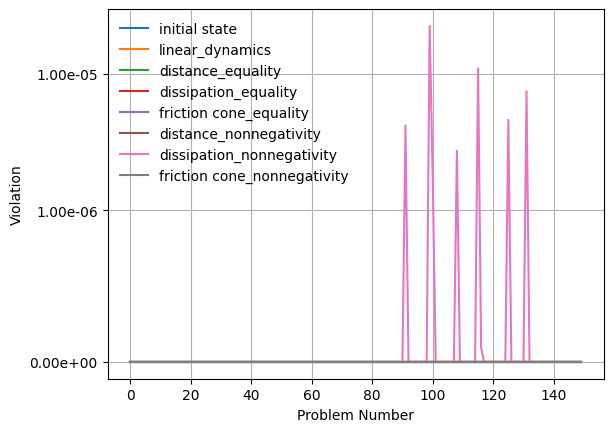 initial state
linear_dynamics
distance_equality
dissipation_equality
friction cone_equality
distance_nonnegativity
dissipation_nonnegativity
friction cone_nonnegativity
1.00e-05
1.00e-06
0.00e+00
Violation
0 20 40 60 80 100 120 140
Problem Number